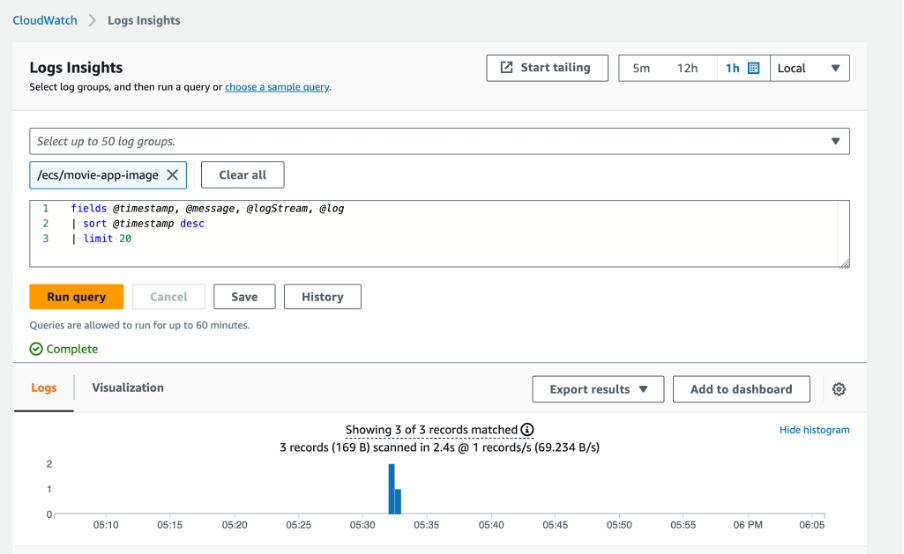 CloudWatch > Logs Insights
Logs Insights
Start tailing 5m 12h 1h Local
Select log groups, and then run a query or choose a sample query.
Select up to 50 log groups.
/ecs/movie-app-image Clear all
1 fields @timestamp, @message, @logStream, @log
2 | sort @timestamp desc
3 | limit 20
Run query Cancel Save History
Queries are allowed to run for up to 60 minutes.
Complete
Logs Visualization Export results Add to dashboard
Showing 3 of 3 records matched
Hide histogram
3 records (169 B) scanned in 2.4s @ 1 records/s (69.234 B/s)
2
1
0
05:10 05:15 05:20 05:25 05:30 05:35 05:40 05:45 05:50 05:55 06 PM 06:05